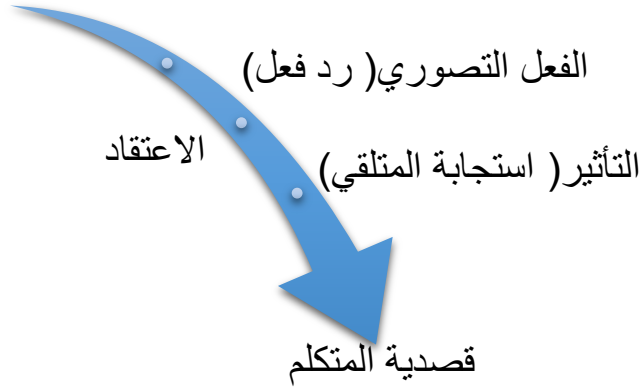 الفعل التصوري( رد فعل)
الاعتقاد
التأثير( استجابة المتلقي)
قصدية المتكلم